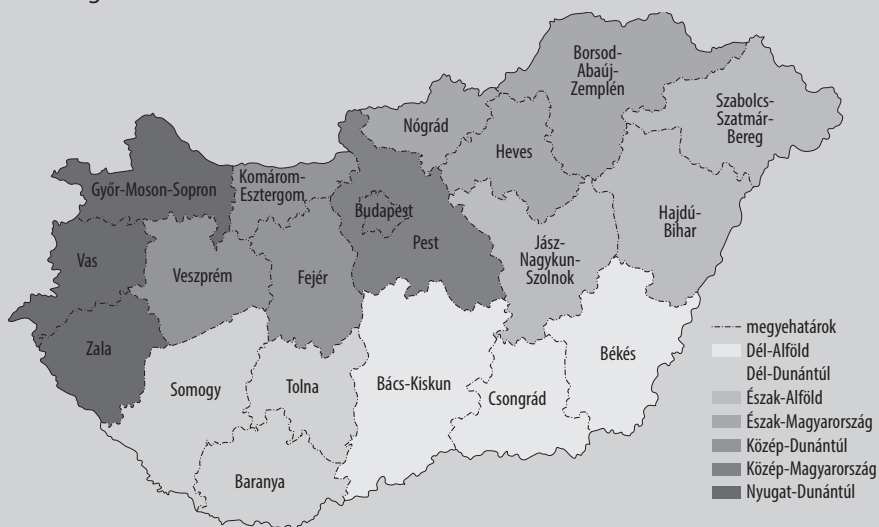 Borsod-
Abaúj-
Zemplén
Szabolcs-
Szatmár-
Bereg
Nógrád
Heves
Győr-Moson-Sopron
Komárom-
Esztergom
Budapest
Pest
Hajdú-
Bihar
Jász-
Nagykun-
Szolnok
Vas
Veszprém
Fejér
Zala
Somogy
Tolna
Bács-Kiskun
Csongrád
Békés
Baranya
megyehatárok
Dél-Alföld
Dél-Dunántúl
Észak-Alföld
Észak-Magyarország
Közép-Dunántúl
Közép-Magyarország
Nyugat-Dunántúl